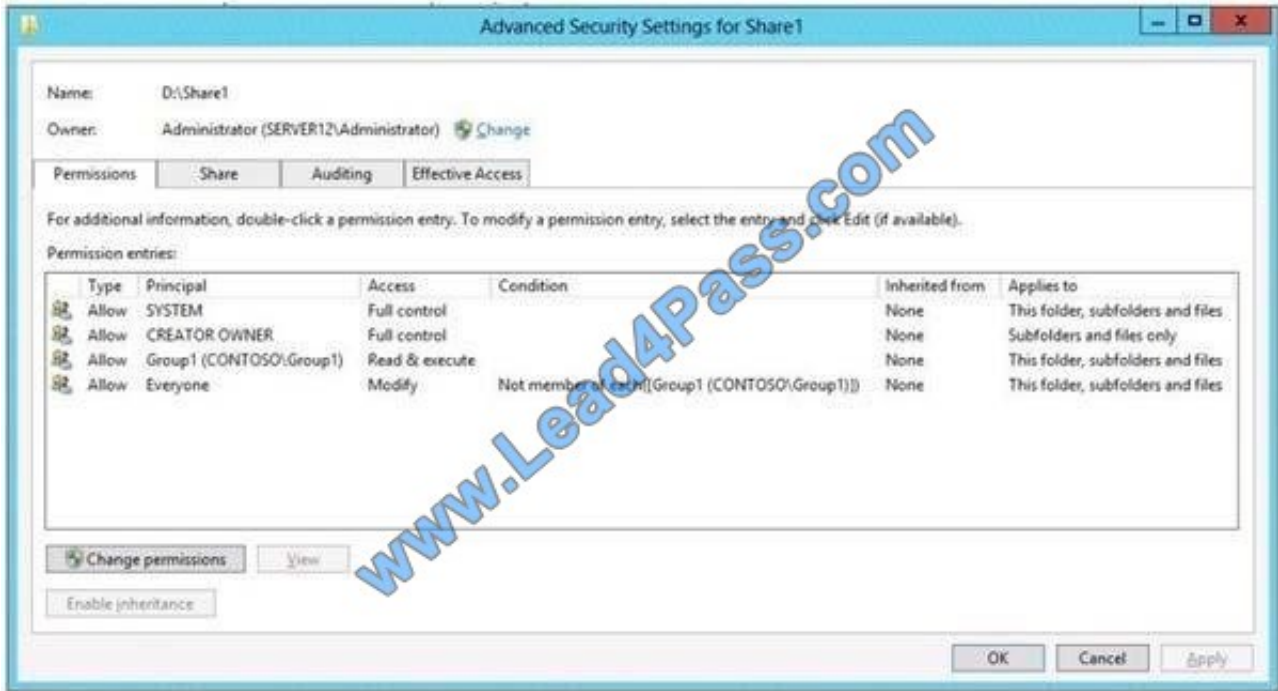 Advanced Security Settings for Share1
Name: D:\Share1
Owner: Administrator (SERVER12\Administrator) Change
Permissions Share Auditing Effective Access
For additional information, double-click a permission entry. To modify a permission entry, select the entry and click Edit (if available).
Permission entries:
Type Principal Access Condition Inherited from Applies to
Allow SYSTEM Full control None This folder, subfolders and files
Allow CREATOR OWNER Full control None Subfolders and files only
Allow Group1 (CONTOSO\Group1) Read & execute None This folder, subfolders and files
Allow Everyone Modify Not member of each({Group1 (CONTOSO\Group1)}) None This folder, subfolders and files
www.Lead4Pass.com
Change permissions View
Enable inheritance
OK Cancel Apply